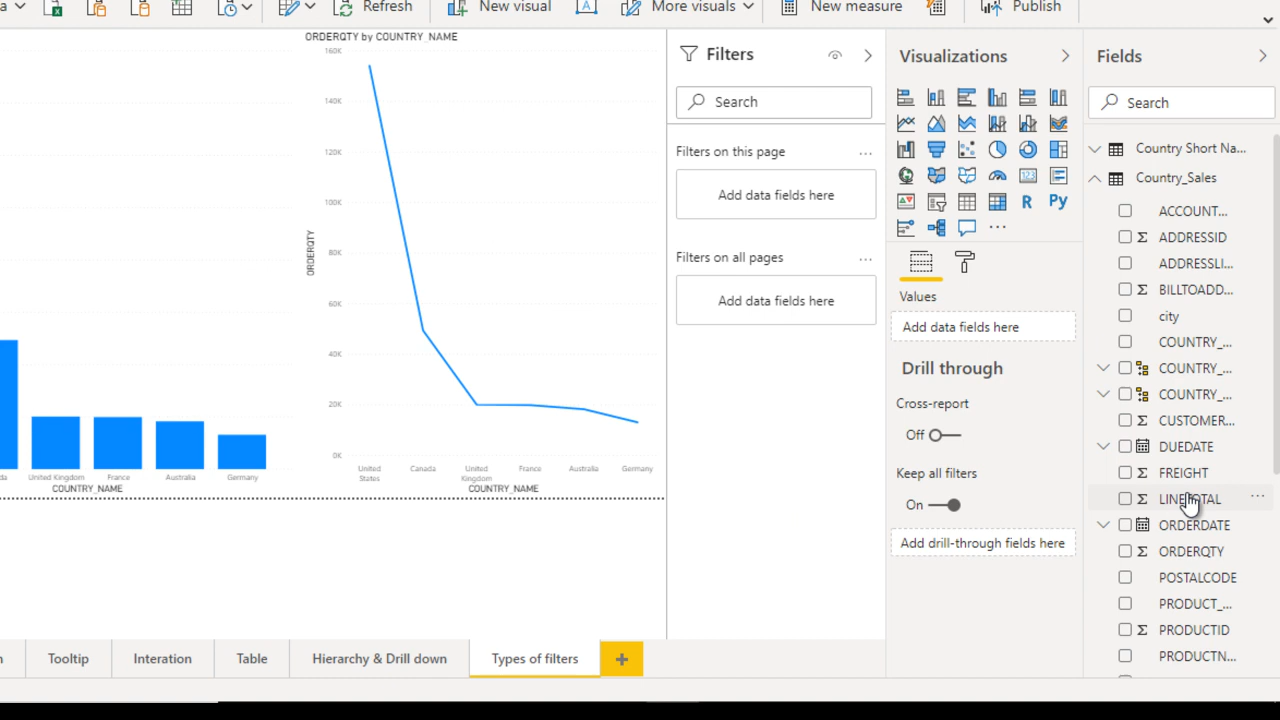 a
Refresh
New visual
A
More visuals
New measure
Publish
ORDERQTY by COUNTRY_NAME
160K
140K
120K
100K
80K
60K
40K
20K
0K
ORDERQTY
United States
Canada
United Kingdom
France
Australia
Germany
COUNTRY_NAME
da
United Kingdom
France
Australia
Germany
COUNTRY_NAME
Filters
Search
Filters on this page
...
Add data fields here
Filters on all pages
...
Add data fields here
Visualizations
123
R
Py
...
Values
Add data fields here
Drill through
Cross-report
Off
Keep all filters
On
Add drill-through fields here
Fields
Search
Country Short Na...
Country_Sales
ACCOUNT...
Σ ADDRESSID
ADDRESSLI...
Σ BILLTOADD...
city
COUNTRY_...
COUNTRY_...
COUNTRY_...
Σ CUSTOMER...
DUEDATE
Σ FREIGHT
Σ LINETOTAL ...
ORDERDATE
Σ ORDERQTY
POSTALCODE
PRODUCT_...
Σ PRODUCTID
PRODUCTN...
n
Tooltip
Interation
Table
Hierarchy & Drill down
Types of filters
+